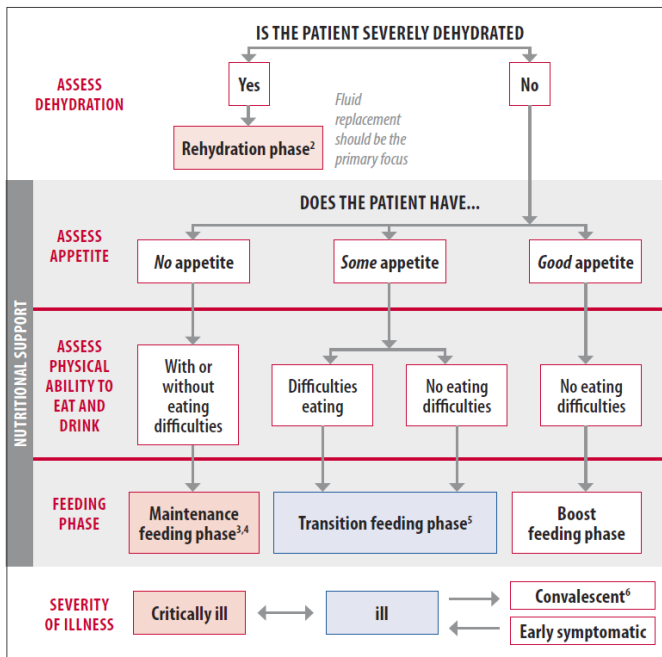 IS THE PATIENT SEVERELY DEHYDRATED
ASSESS
DEHYDRATION
Yes
No
Fluid
replacement
should be the
primary focus
Rehydration phase²
NUTRITIONAL SUPPORT
DOES THE PATIENT HAVE...
ASSESS
APPETITE
No appetite
Some appetite
Good appetite
ASSESS
PHYSICAL
ABILITY TO
EAT AND
DRINK
With or
without
eating
difficulties
Difficulties
eating
No eating
difficulties
No eating
difficulties
FEEDING
PHASE
Maintenance
feeding phase³,⁴
Transition feeding phase⁵
Boost
feeding phase
SEVERITY
OF ILLNESS
Critically ill
ill
Convalescent⁶
Early symptomatic